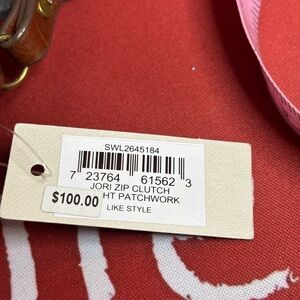 SWL2645184
7 23764 61562 3
JORI ZIP CLUTCH
HT PATCHWORK
$100.00
LIKE STYLE